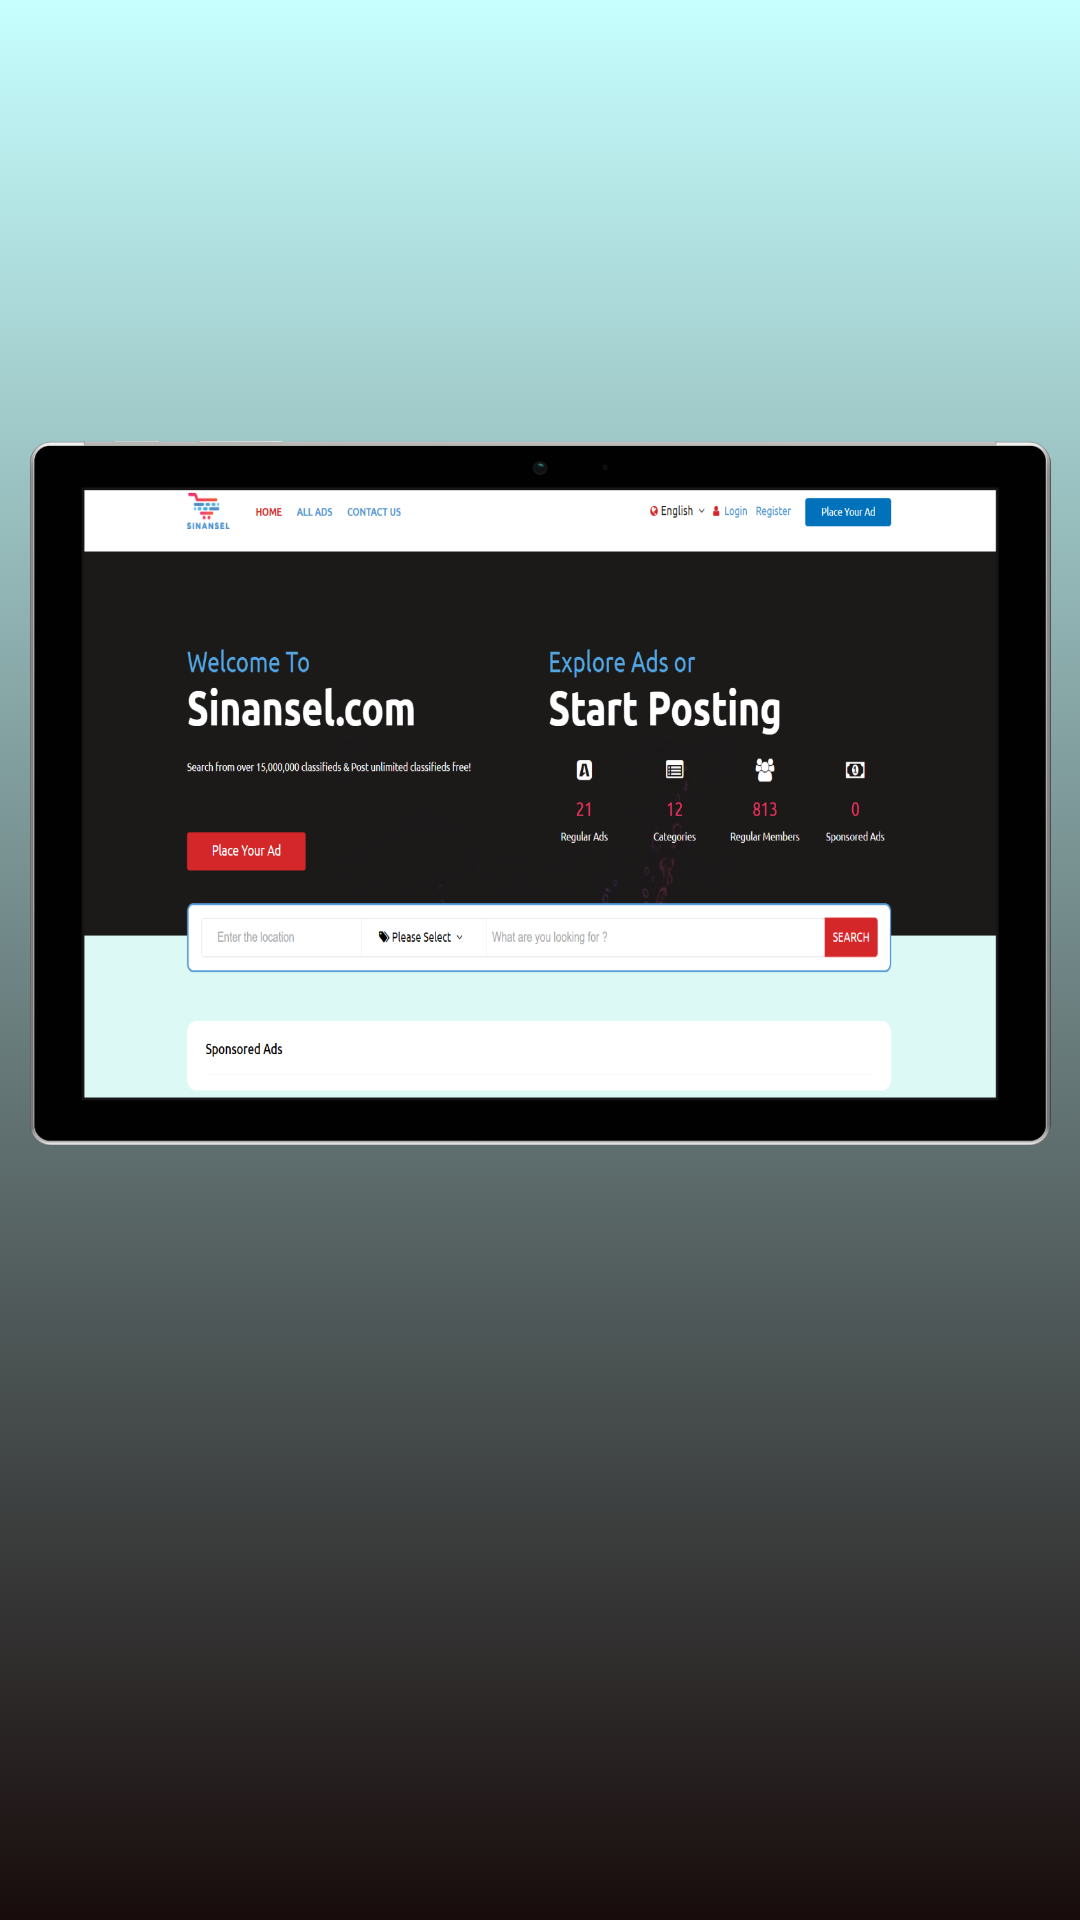 SINANSEL
HOME ALL ADS CONTACT US English Login Register Place Your Ad
Welcome To
Sinansel.com
Search from over 15,000,000 classifieds & Post unlimited classifieds free!
Place Your Ad
Explore Ads or
Start Posting
21 12 813 0
Regular Ads Categories Regular Members Sponsored Ads
Enter the location Please Select What are you looking for ? SEARCH
Sponsored Ads